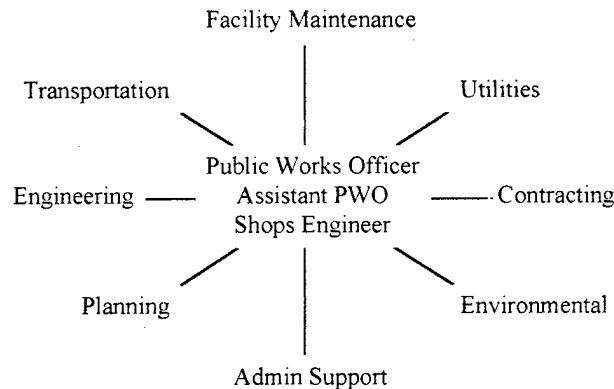 Facility Maintenance
Transportation
Utilities
Public Works Officer
Engineering
Assistant PWO
Contracting
Shops Engineer
Planning
Environmental
Admin Support